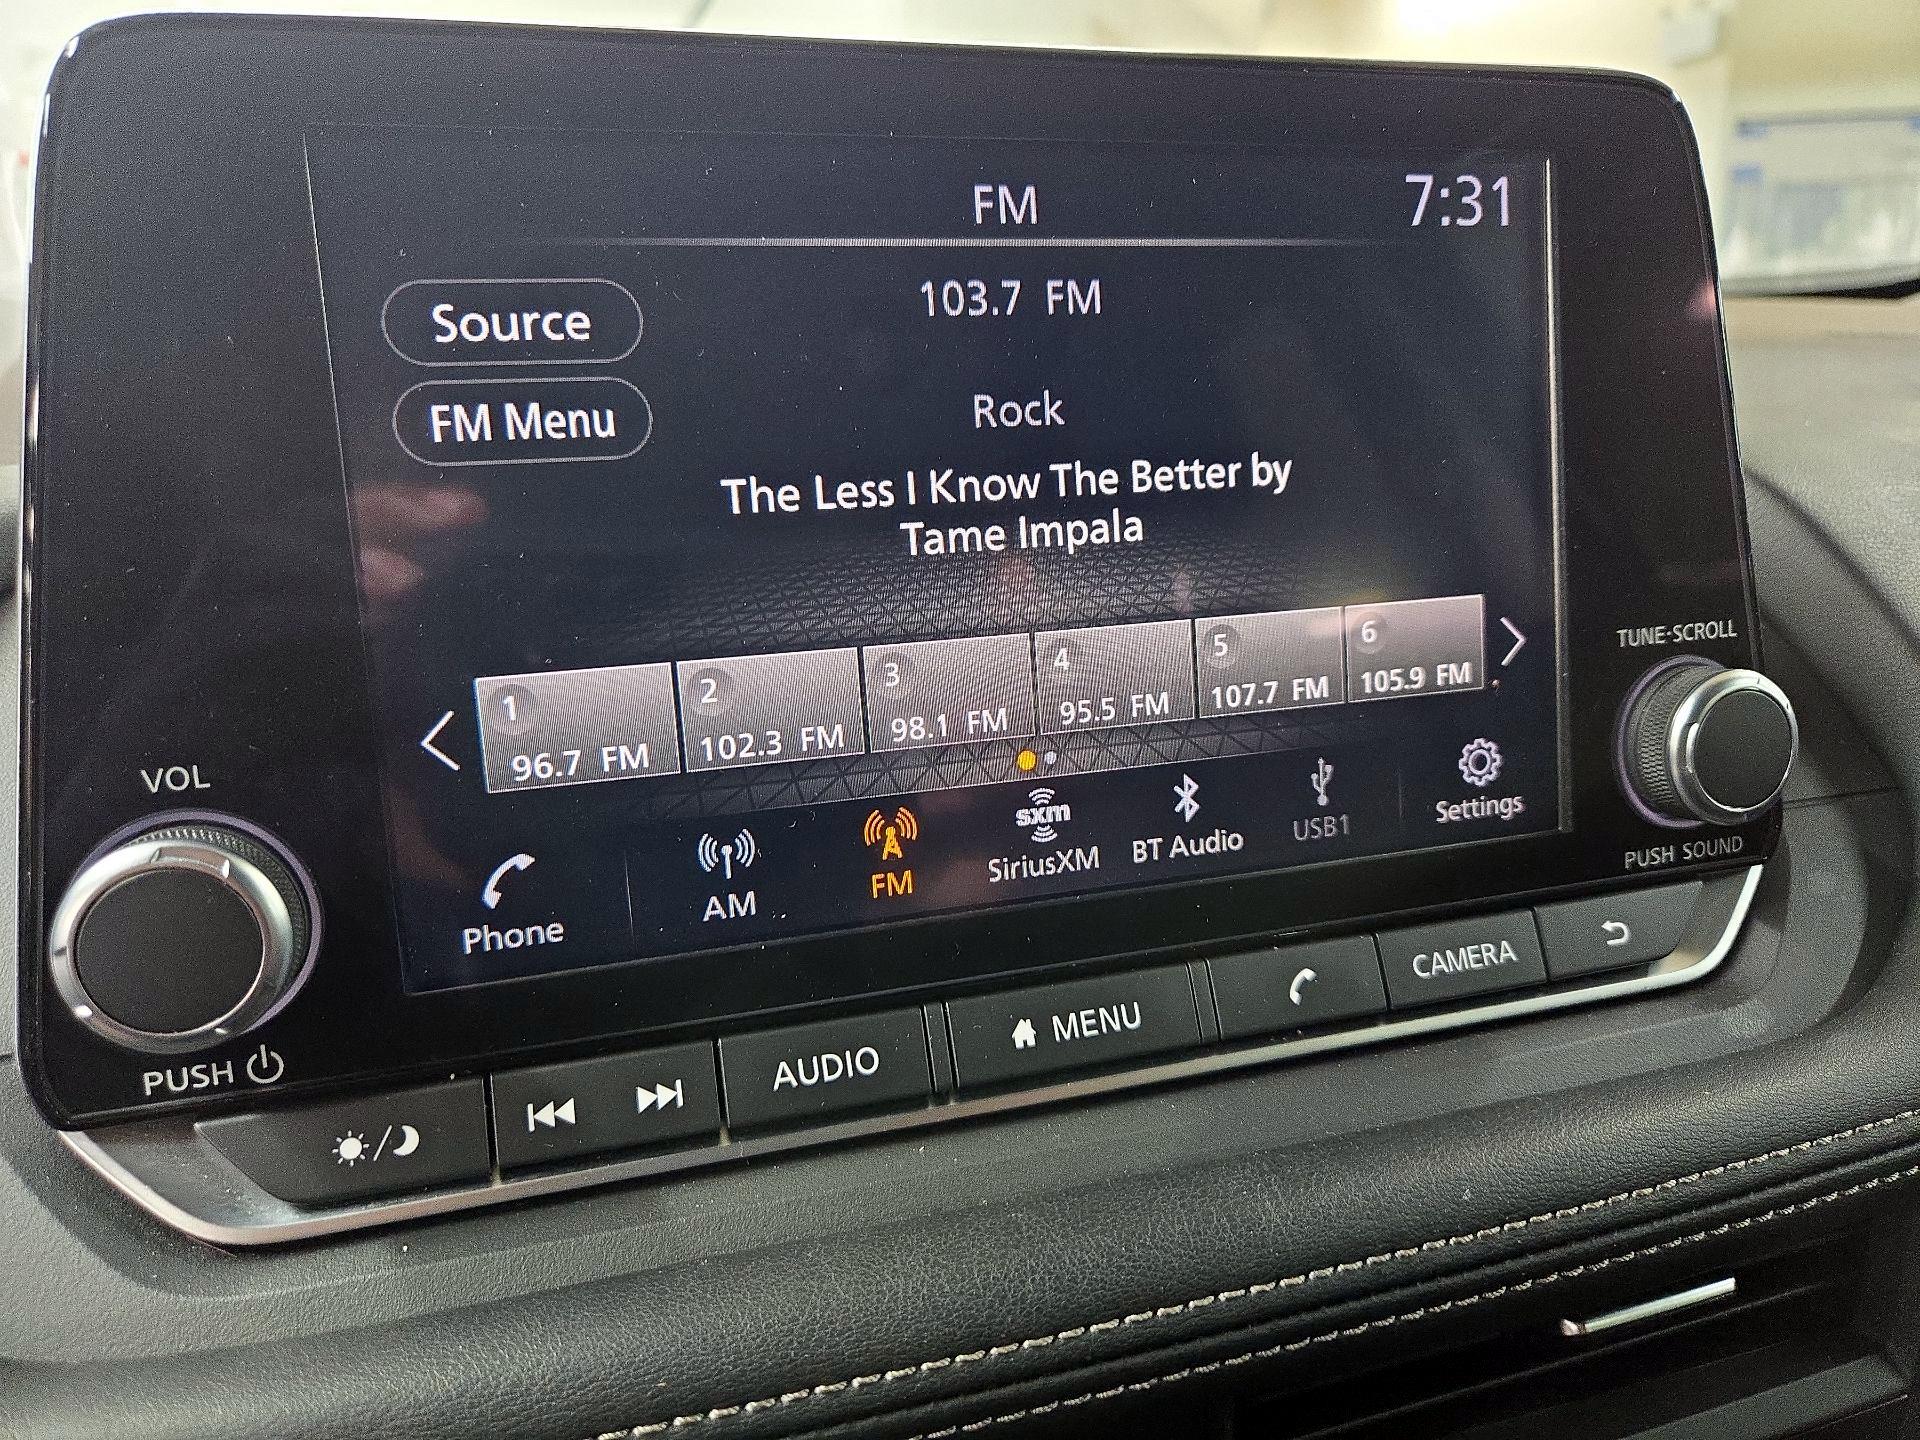 FM
7:31
Source
103.7 FM
FM Menu
Rock
The Less I Know The Better by
Tame Impala
1
96.7 FM
2
102.3 FM
3
98.1 FM
4
95.5 FM
5
107.7 FM
6
105.9 FM
TUNE·SCROLL
PUSH SOUND
VOL
PUSH
Phone
AM
FM
sxm
SiriusXM
BT Audio
USB1
Settings
AUDIO
MENU
CAMERA